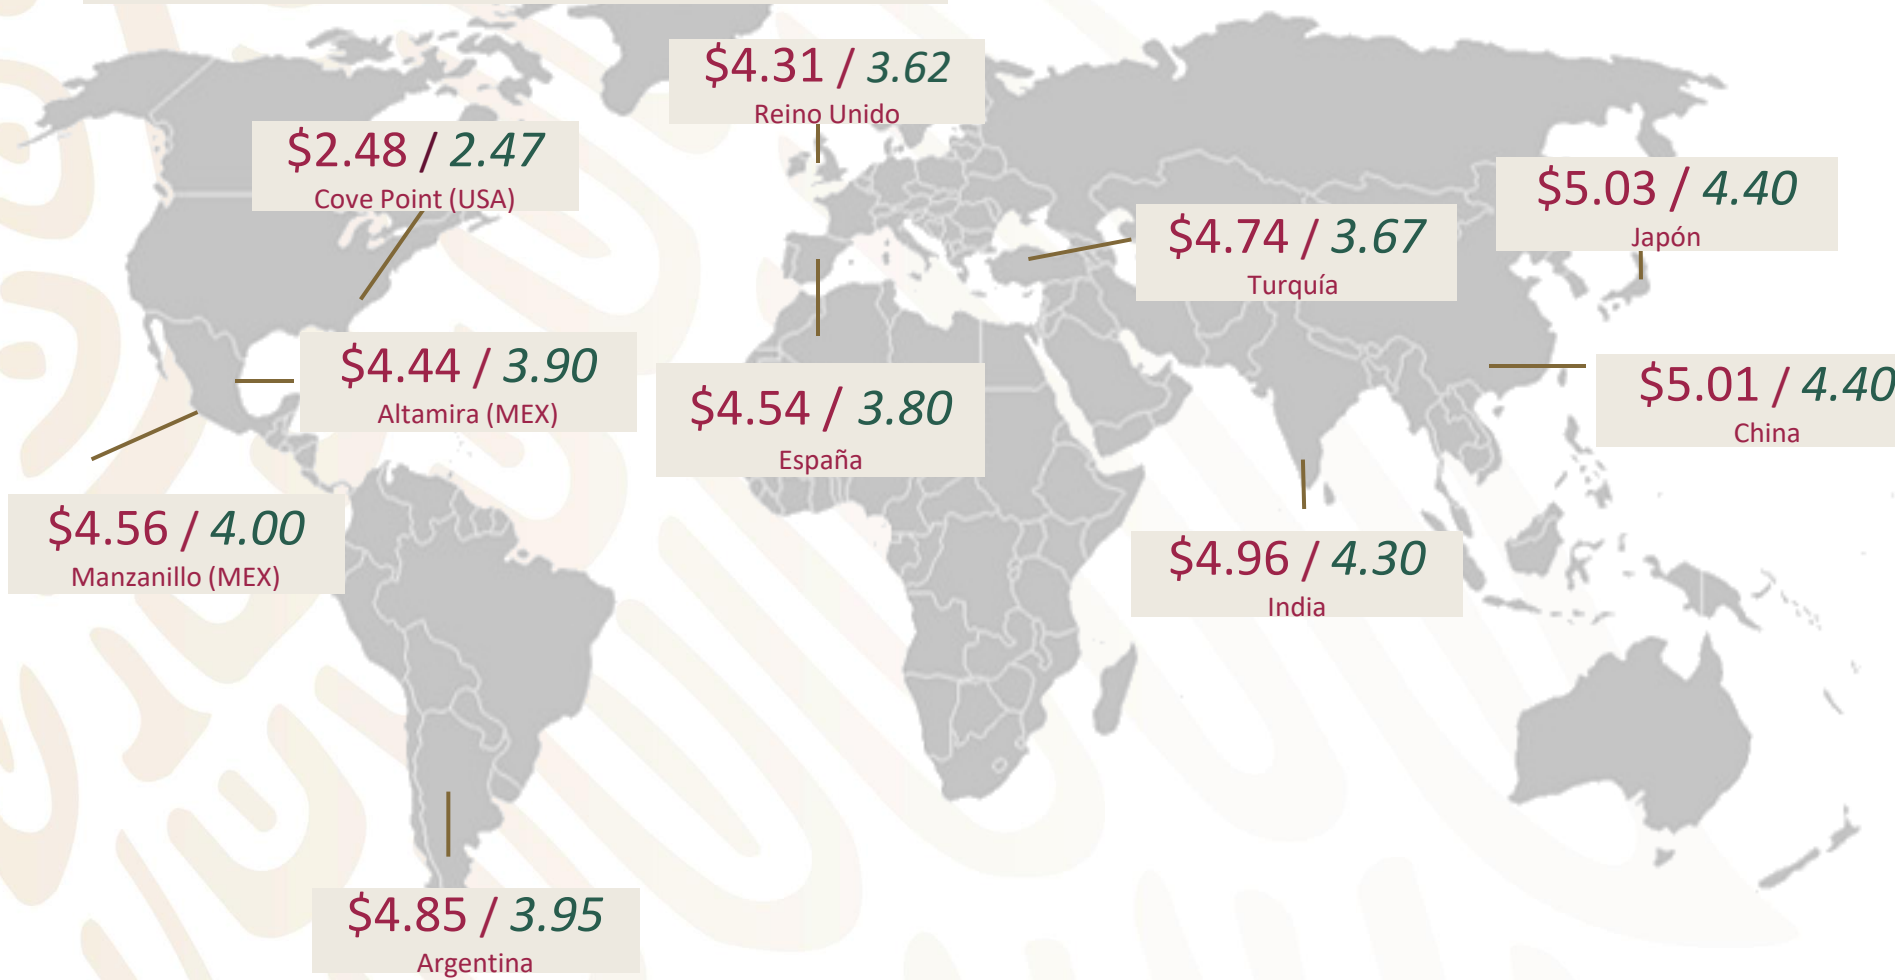 $4.31 / 3.62
Reino Unido
$2.48 / 2.47
Cove Point (USA)
$5.03 / 4.40
Japón
$4.74 / 3.67
Turquía
$4.44 / 3.90
Altamira (MEX)
$4.54 / 3.80
España
$5.01 / 4.40
China
$4.56 / 4.00
Manzanillo (MEX)
$4.96 / 4.30
India
$4.85 / 3.95
Argentina